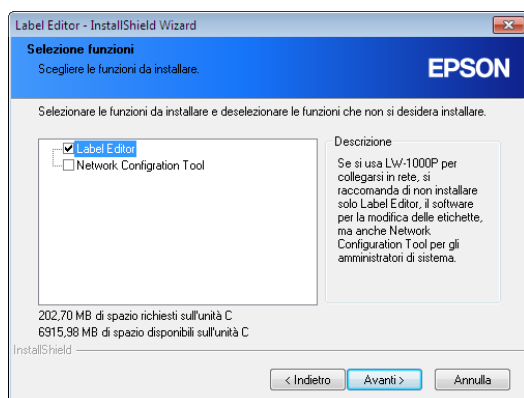 Label Editor - InstallShield Wizard
Selezione funzioni
Scegliere le funzioni da installare.
EPSON
Selezionare le funzioni da installare e deselezionare le funzioni che non si desidera installare.
Label Editor
Network Configration Tool
Descrizione
Se si usa LW-1000P per
collegarsi in rete, si
raccomanda di non installare
solo Label Editor, il software
per la modifica delle etichette,
ma anche Network
Configuration Tool per gli
amministratori di sistema.
202,70 MB di spazio richiesti sull'unità C
6915,98 MB di spazio disponibili sull'unità C
InstallShield
< Indietro
Avanti >
Annulla